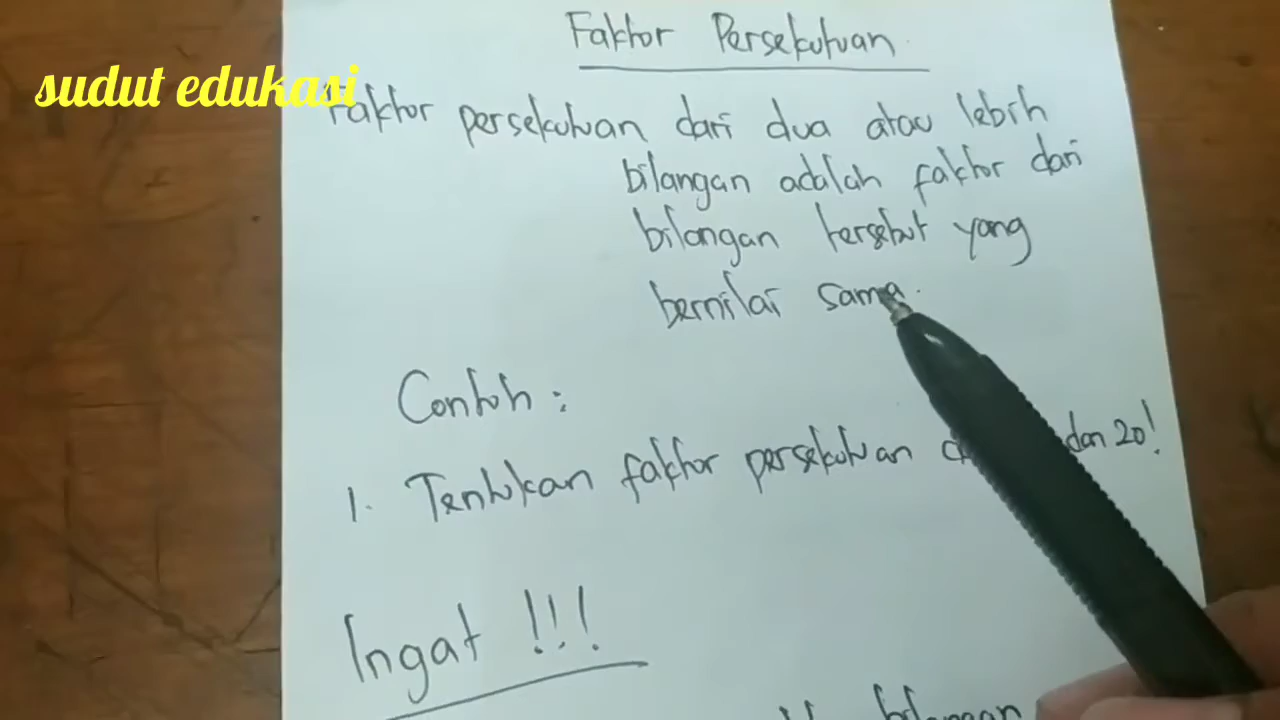 Faktor Persekutuan
sudut edukasi
Faktor persekutuan dari dua atau lebih
bilangan adalah faktor dari
bilangan tersebut yang
bernilai sama.
Contoh :
1. Tentukan faktor persekutuan dan 20!
Ingat !!!
bilangan